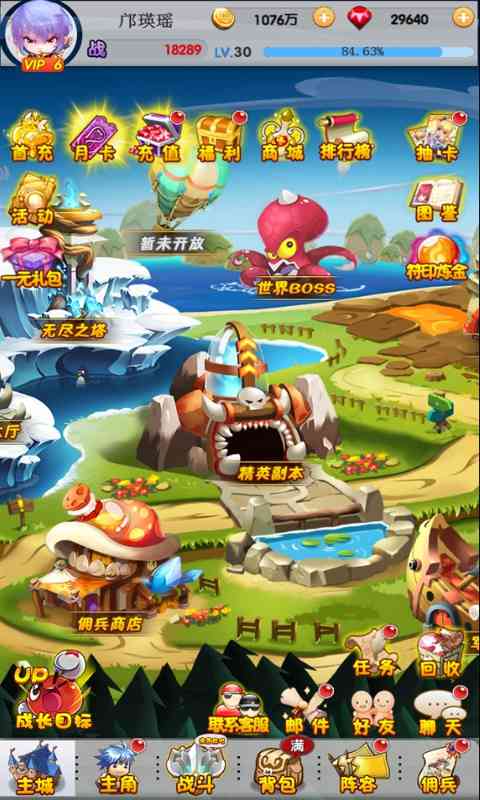 邝瑛瑶
1076万
29640
VIP 6
战
18289
LV.30
84.63%
首充
月卡
充值
福利
商城
排行榜
抽卡
活动
图鉴
暂未开放
一元礼包
世界BOSS
符印炼金
无尽之塔
大厅
精英副本
佣兵商店
UP
任务
回收
成长目标
联系客服
邮件
好友
聊天
满
主城
主角
战斗
背包
阵容
佣兵